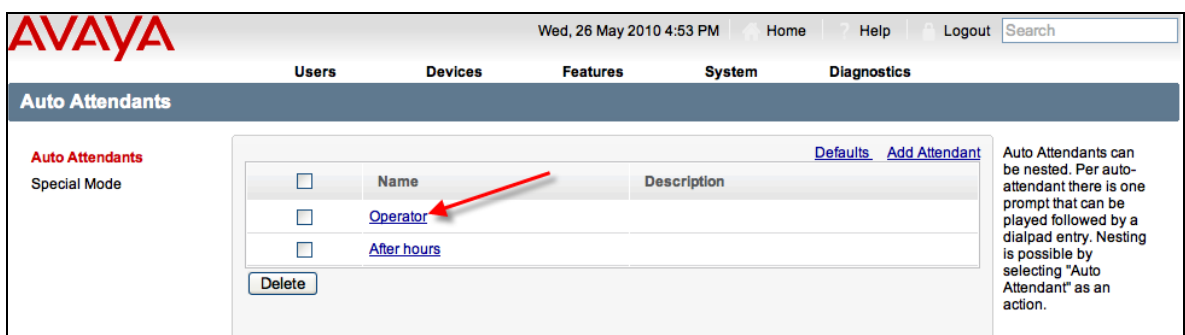 AVAYA
Wed, 26 May 2010 4:53 PM Home ? Help Logout Search
Users Devices Features System Diagnostics
Auto Attendants
Auto Attendants
Special Mode
Defaults Add Attendant
Name Description
Operator
After hours
Delete
Auto Attendants can
be nested. Per auto-
attendant there is one
prompt that can be
played followed by a
dialpad entry. Nesting
is possible by
selecting "Auto
Attendant" as an
action.